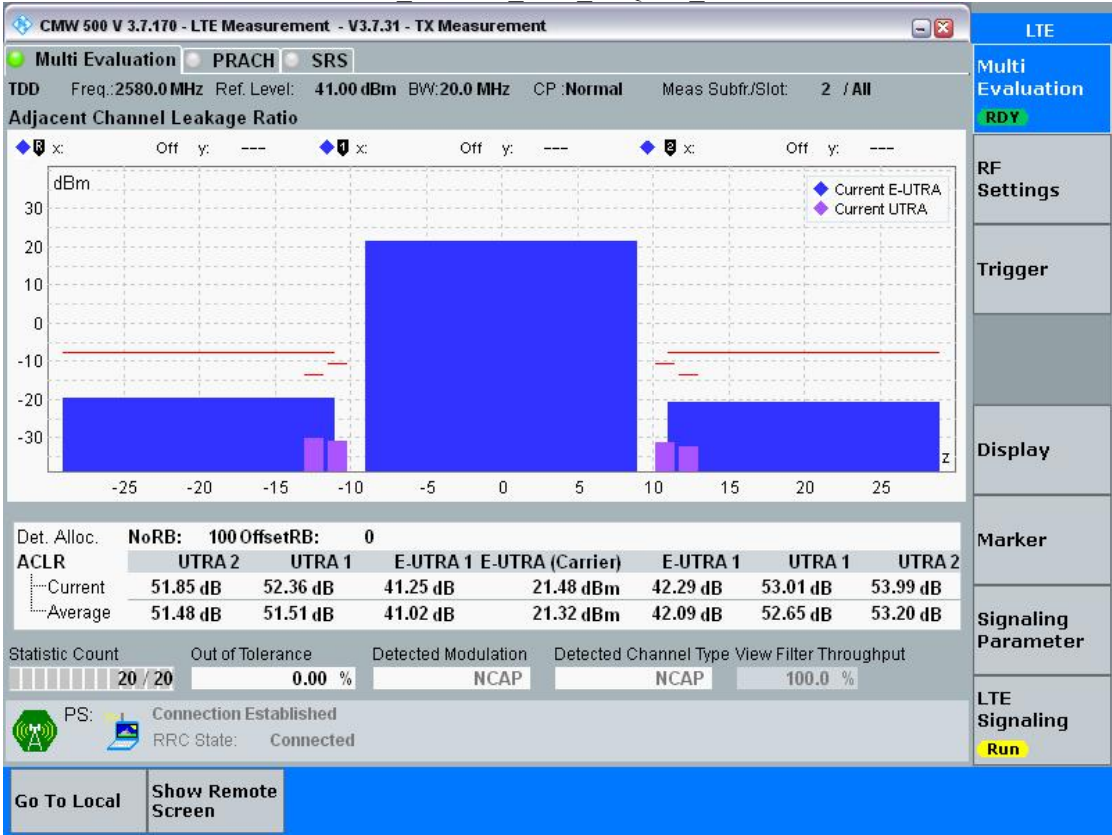 CMW 500 V 3.7.170 - LTE Measurement - V3.7.31 - TX Measurement
LTE
Multi Evaluation PRACH SRS
TDD Freq.:2580.0 MHz Ref. Level: 41.00 dBm BW:20.0 MHz CP :Normal Meas Subfr./Slot: 2 / All
Adjacent Channel Leakage Ratio
R x: Off y: --- 1 x: Off y: --- 2 x: Off y: ---
dBm
Current E-UTRA
Current UTRA
30
20
10
0
-10
-20
-30
z
-25 -20 -15 -10 -5 0 5 10 15 20 25
Det. Alloc. NoRB: 100 OffsetRB: 0
ACLR UTRA 2 UTRA 1 E-UTRA 1 E-UTRA (Carrier) E-UTRA 1 UTRA 1 UTRA 2
Current 51.85 dB 52.36 dB 41.25 dB 21.48 dBm 42.29 dB 53.01 dB 53.99 dB
Average 51.48 dB 51.51 dB 41.02 dB 21.32 dBm 42.09 dB 52.65 dB 53.20 dB
Statistic Count Out of Tolerance Detected Modulation Detected Channel Type View Filter Throughput
20 / 20 0.00 % NCAP NCAP 100.0 %
PS: Connection Established
RRC State: Connected
Multi
Evaluation
RDY
RF
Settings
Trigger
Display
Marker
Signaling
Parameter
LTE
Signaling
Run
Go To Local
Show Remote
Screen